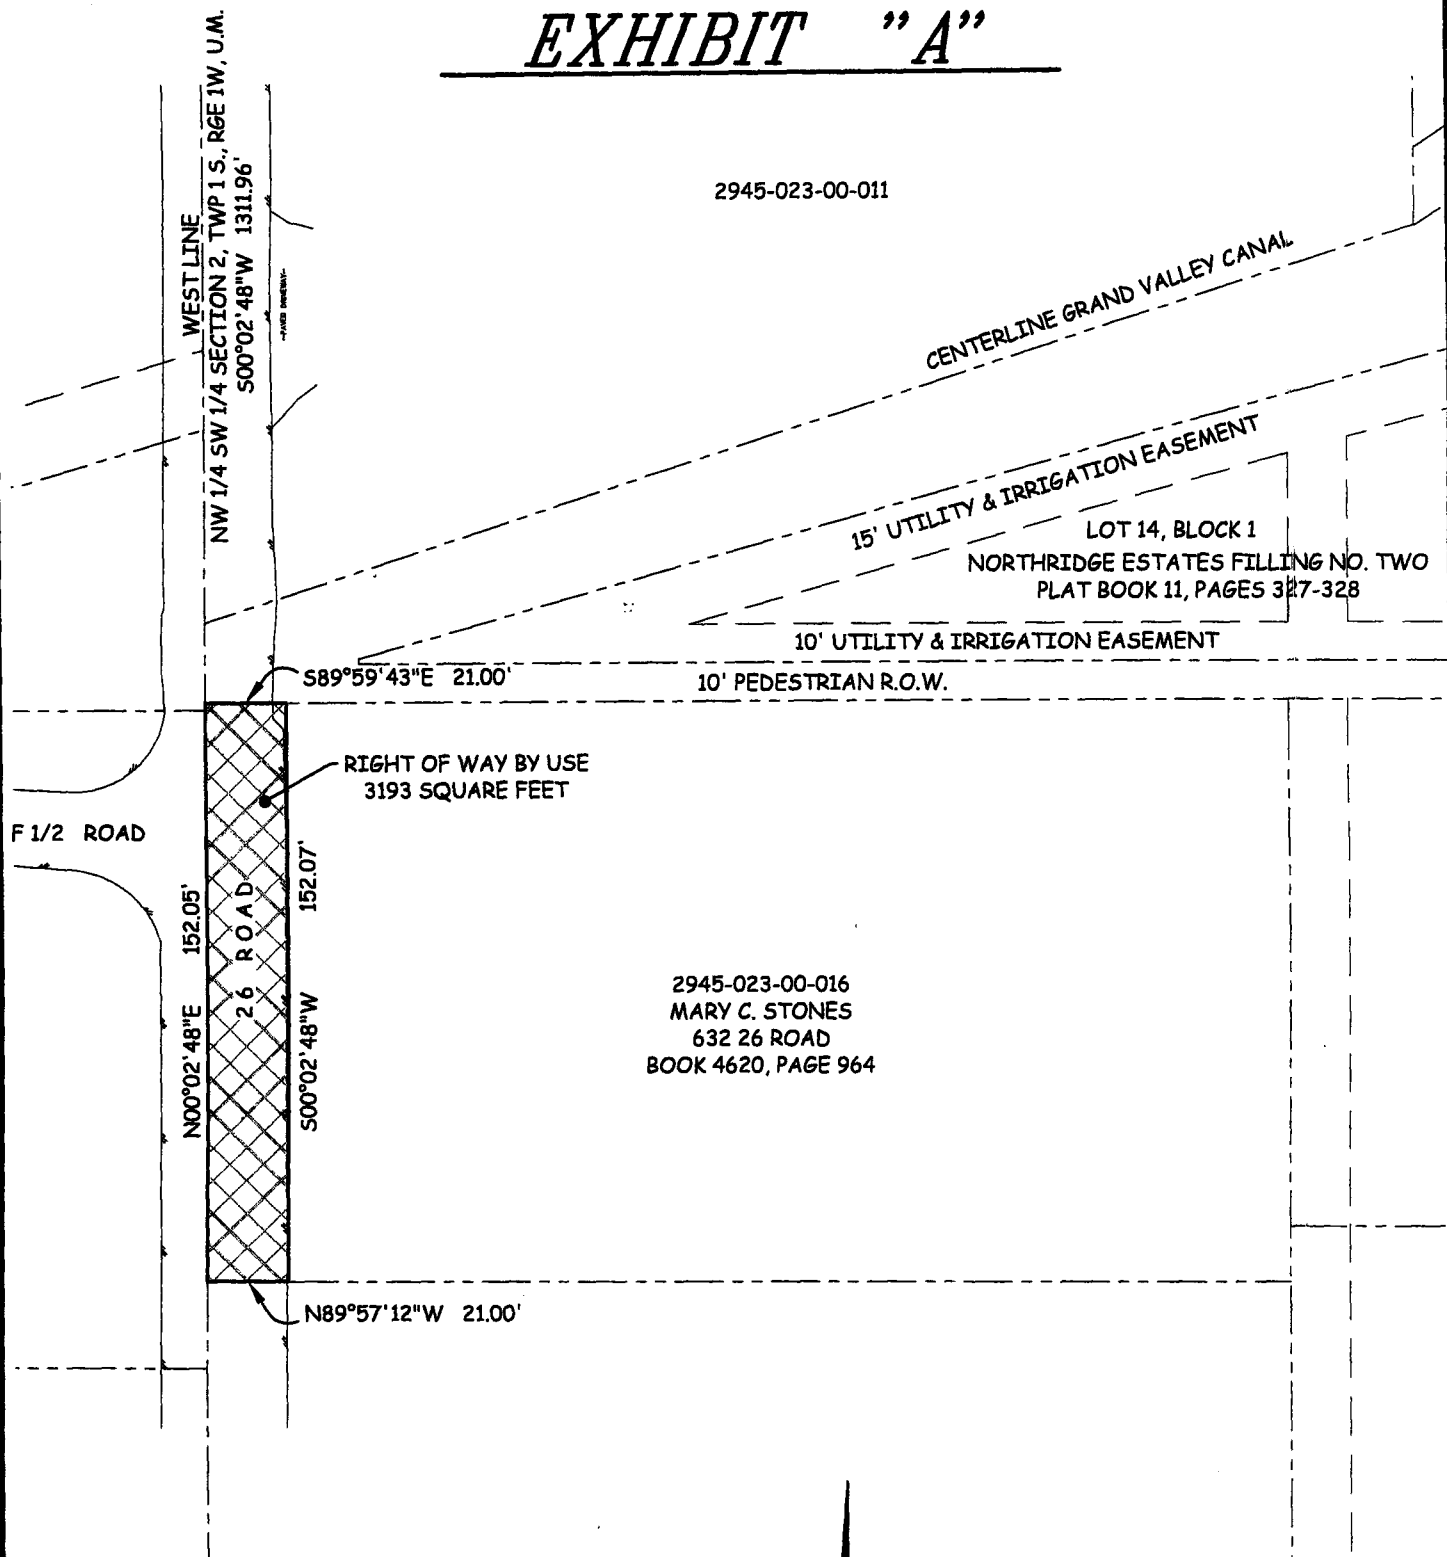 EXHIBIT "A"
WEST LINE
NW 1/4 SW 1/4 SECTION 2, TWP 1 S., RGE 1W, U.M.
S00°02'48"W 1311.96'
-PAVED DRIVEWAY-
2945-023-00-011
CENTERLINE GRAND VALLEY CANAL
15' UTILITY & IRRIGATION EASEMENT
LOT 14, BLOCK 1
NORTHRIDGE ESTATES FILLING NO. TWO
PLAT BOOK 11, PAGES 327-328
10' UTILITY & IRRIGATION EASEMENT
S89°59'43"E 21.00'
10' PEDESTRIAN R.O.W.
RIGHT OF WAY BY USE
3193 SQUARE FEET
F 1/2 ROAD
N00°02'48"E 152.05'
26 ROAD
S00°02'48"W 152.07'
2945-023-00-016
MARY C. STONES
632 26 ROAD
BOOK 4620, PAGE 964
N89°57'12"W 21.00'